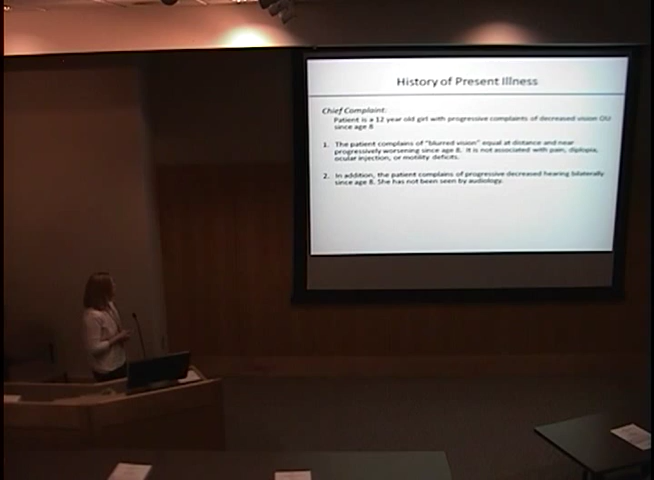 History of Present Illness
Chief Complaint:
Patient is a 12 year old girl with progressive complaints of decreased vision OU
since age 8
1. The patient complains of "blurred vision" equal at distance and near
progressively worsening since age 8. It is not associated with pain, diplopia,
ocular injection, or motility deficits.
2. In addition, the patient complains of progressive decreased hearing bilaterally
since age 8. She has not been seen by audiology.